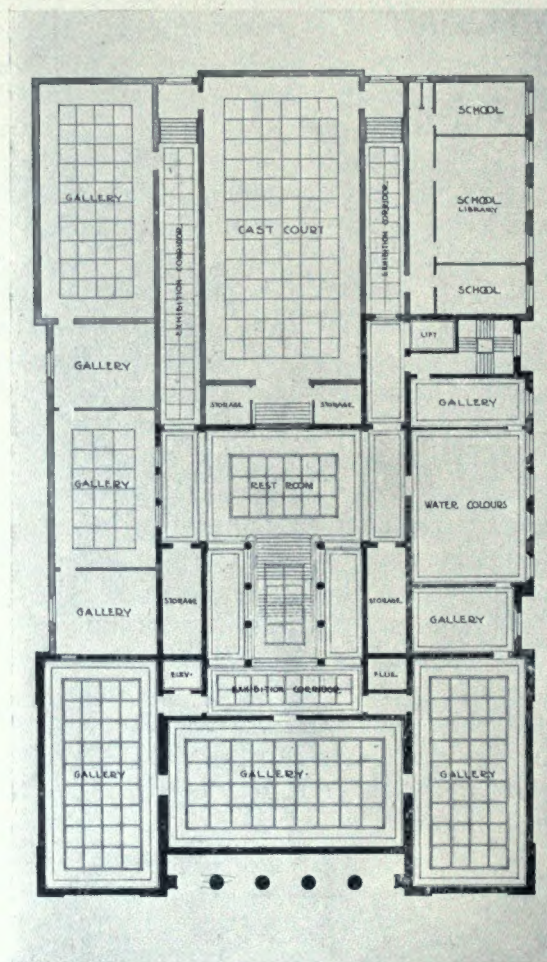 SCHOOL
GALLERY
SCHOOL
LIBRARY
EXHIBITION CORRIDOR
CAST COURT
EXHIBITION CORRIDOR
SCHOOL
LIFT
GALLERY
STORAGE
STORAGE
GALLERY
GALLERY
REST ROOM
WATER COLOURS
STORAGE
STORAGE
GALLERY
GALLERY
ELEV.
FLUE
EXHIBITION CORRIDOR
GALLERY
GALLERY
GALLERY